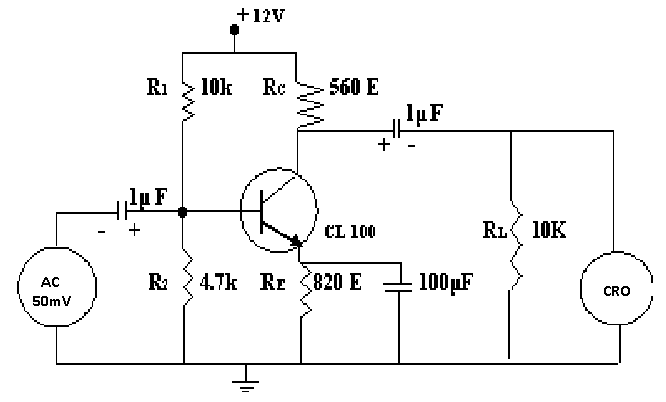 +12V
R1 10k RC 560 E
1µF
+ -
1µF
- +
CL 100
RL 10K
AC
50mV
R2 4.7k RE 820 E 100µF
CRO